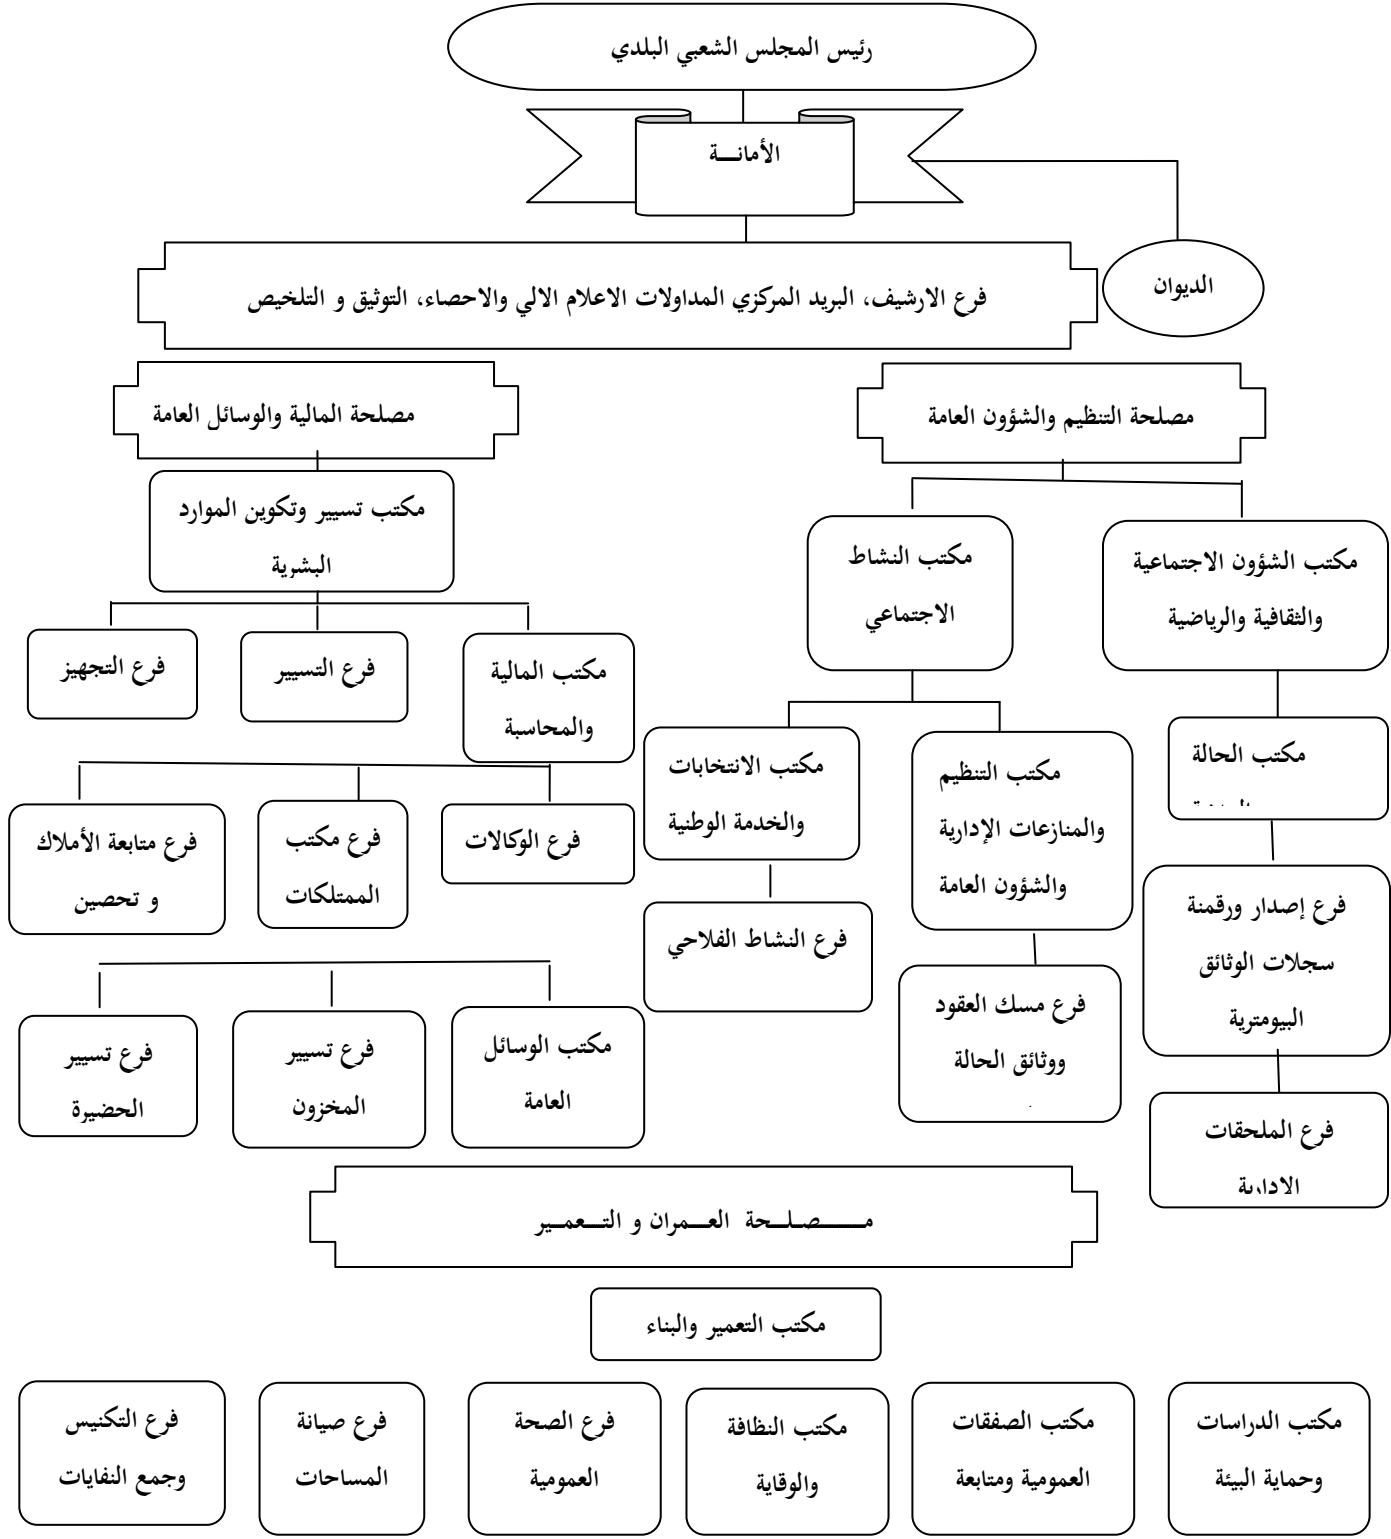 رئيس المجلس الشعبي البلدي
الأمانـــة
الديوان
فرع الارشيف، البريد المركزي المداولات الاعلام الالي والاحصاء، التوثيق و التلخيص
مصلحة التنظيم والشؤون العامة
مصلحة المالية والوسائل العامة
مكتب الشؤون الاجتماعية
والثقافية والرياضية
مكتب النشاط
الاجتماعي
مكتب تسيير وتكوين الموارد
البشرية
مكتب الحالة
مكتب التنظيم
والمنازعات الإدارية
والشؤون العامة
مكتب الانتخابات
والخدمة الوطنية
مكتب المالية
والمحاسبة
فرع التسيير
فرع التجهيز
فرع إصدار ورقمنة
سجلات الوثائق
البيومترية
فرع مسك العقود
ووثائق الحالة
فرع النشاط الفلاحي
فرع الوكالات
فرع مكتب
الممتلكات
فرع متابعة الأملاك
و تحصين
فرع الملحقات
الادارية
مكتب الوسائل
العامة
فرع تسيير
المخزون
فرع تسيير
الحضيرة
مــــــصـلــــحة العــــمران و التــــعمــير
مكتب التعمير والبناء
مكتب الدراسات
وحماية البيئة
مكتب الصفقات
العمومية ومتابعة
مكتب النظافة
والوقاية
فرع الصحة
العمومية
فرع صيانة
المساحات
فرع التكنيس
وجمع النفايات